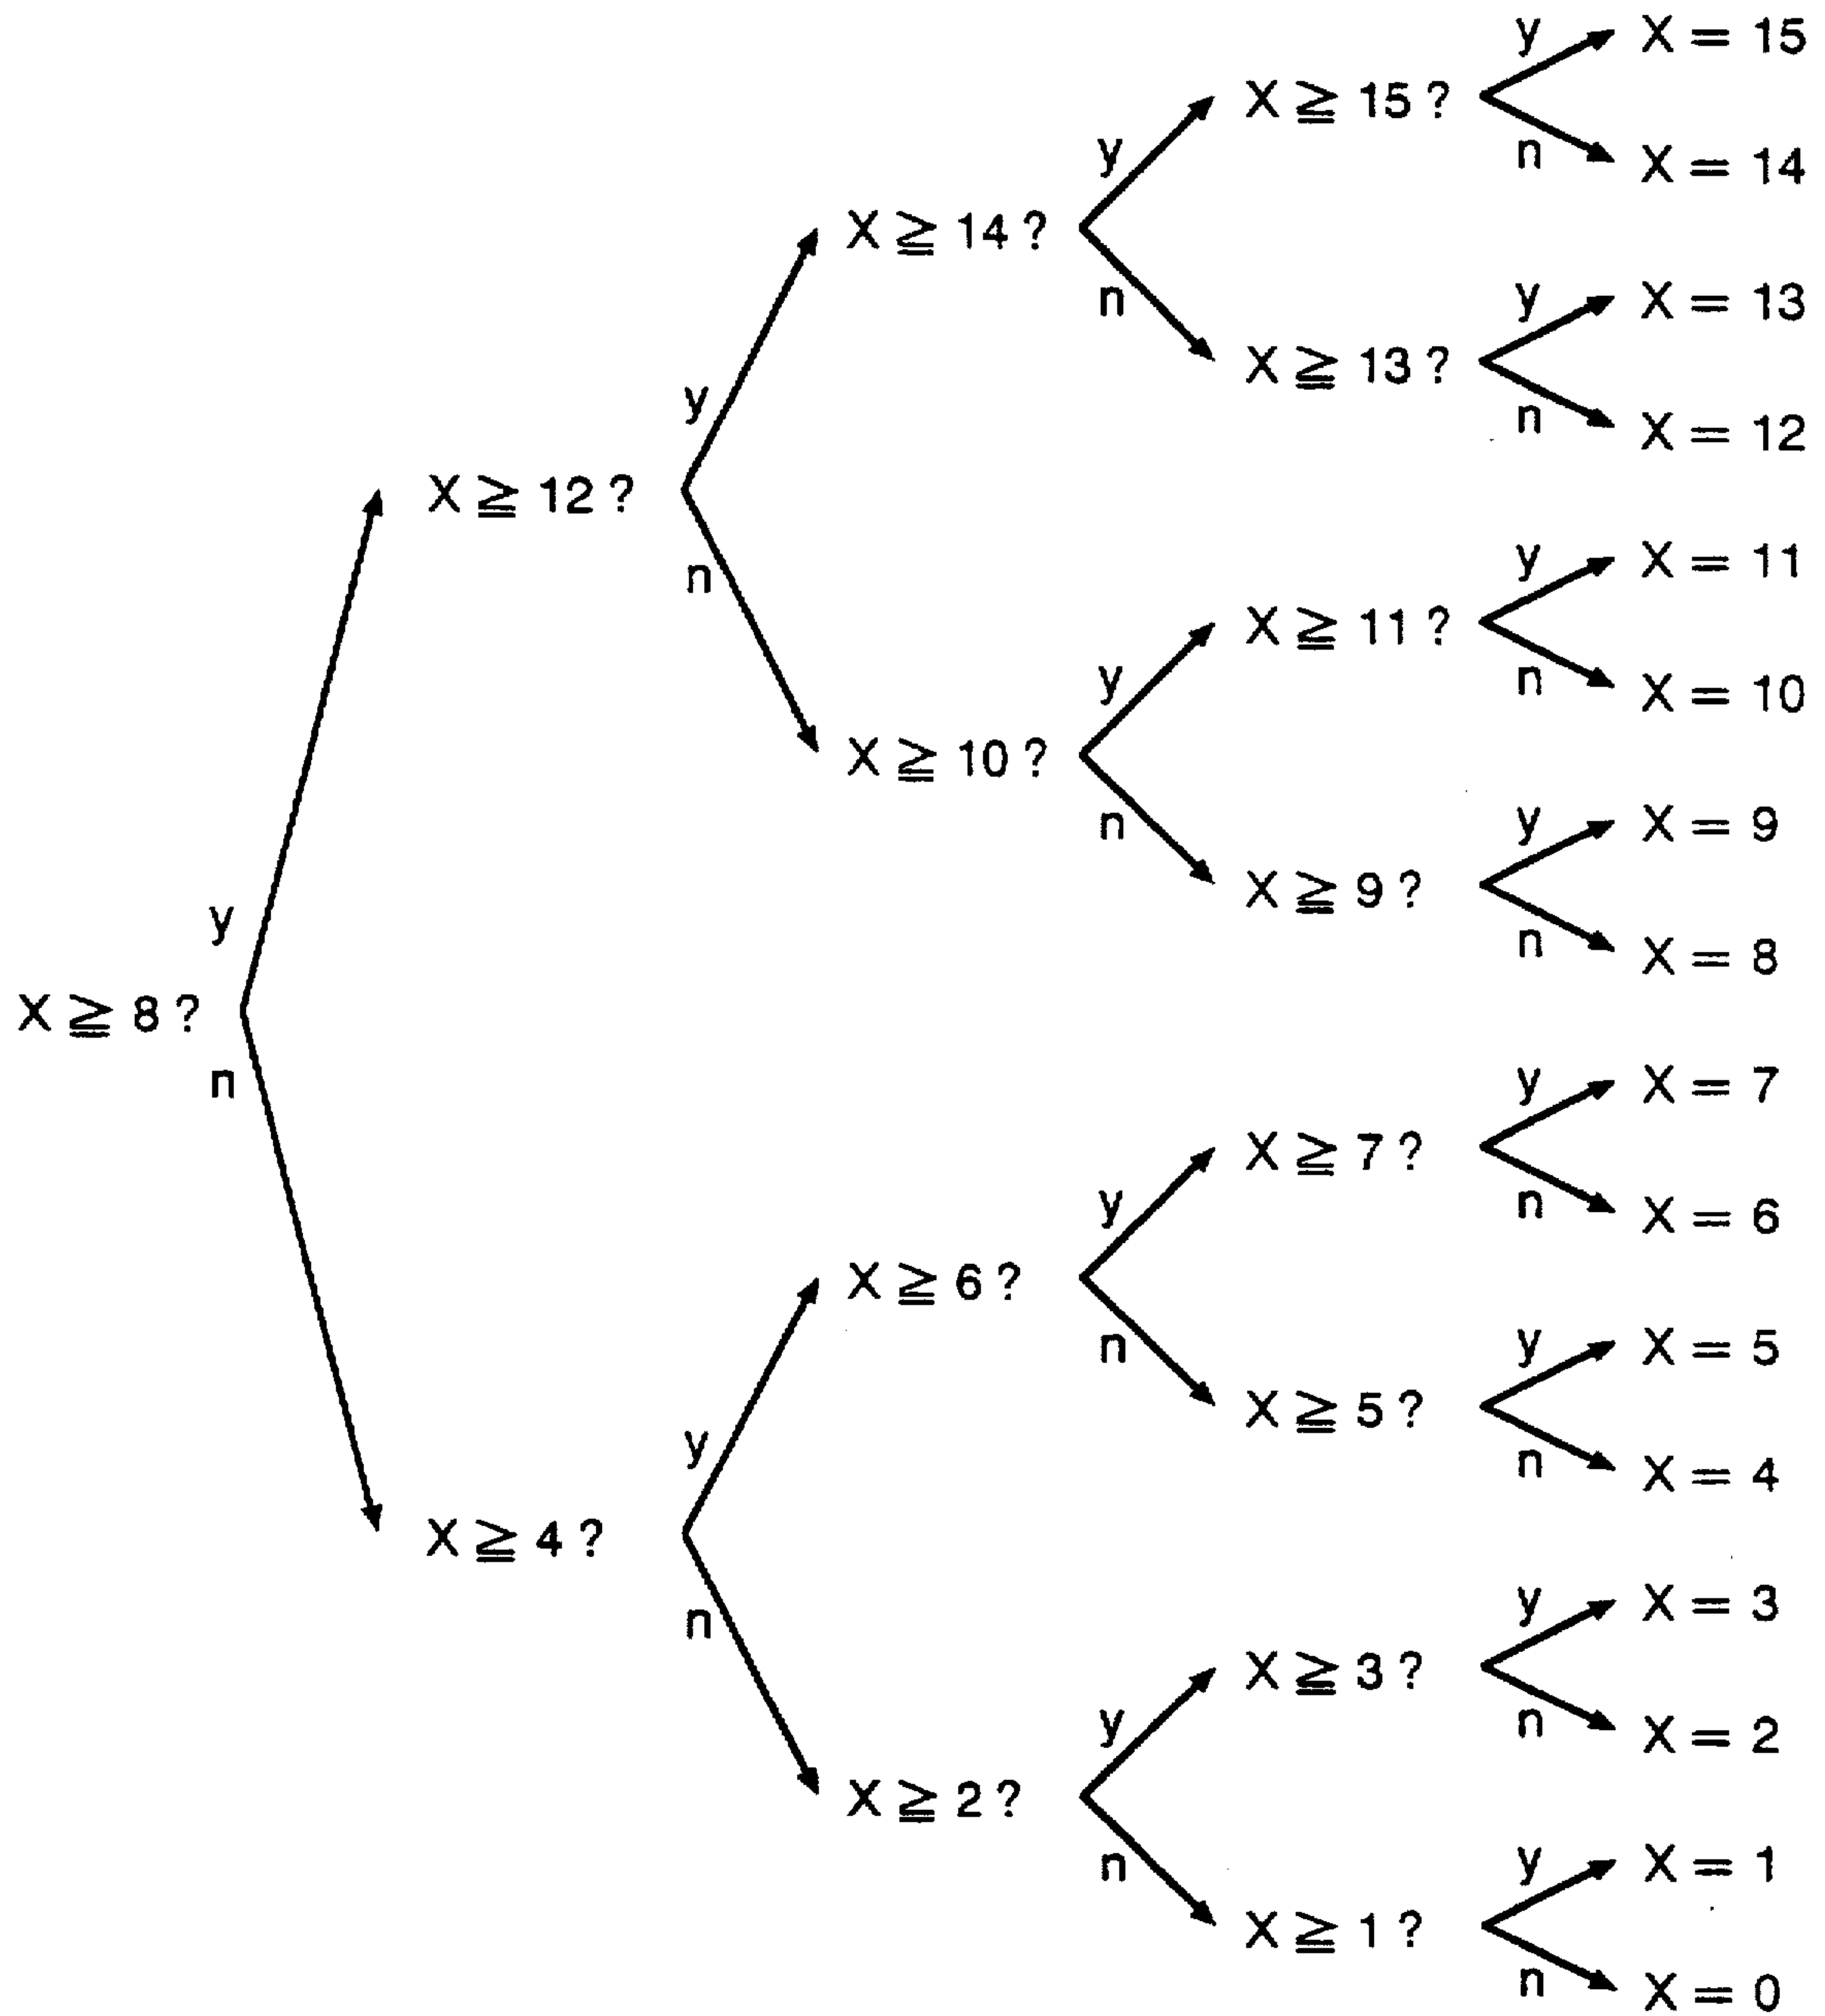 y
X = 15
X ≧ 15 ?
n
X = 14
y
X ≧ 14 ?
n
y
X = 13
X ≧ 13 ?
n
X = 12
y
X ≧ 12 ?
n
y
X = 11
X ≧ 11 ?
n
X = 10
y
X ≧ 10 ?
n
y
X = 9
X ≧ 9 ?
n
X = 8
y
X ≧ 8 ?
n
y
X = 7
X ≧ 7 ?
n
X = 6
y
X ≧ 6 ?
n
y
X = 5
X ≧ 5 ?
n
X = 4
y
X ≧ 4 ?
n
y
X = 3
X ≧ 3 ?
n
X = 2
y
X ≧ 2 ?
n
y
X = 1
X ≧ 1 ?
n
X = 0